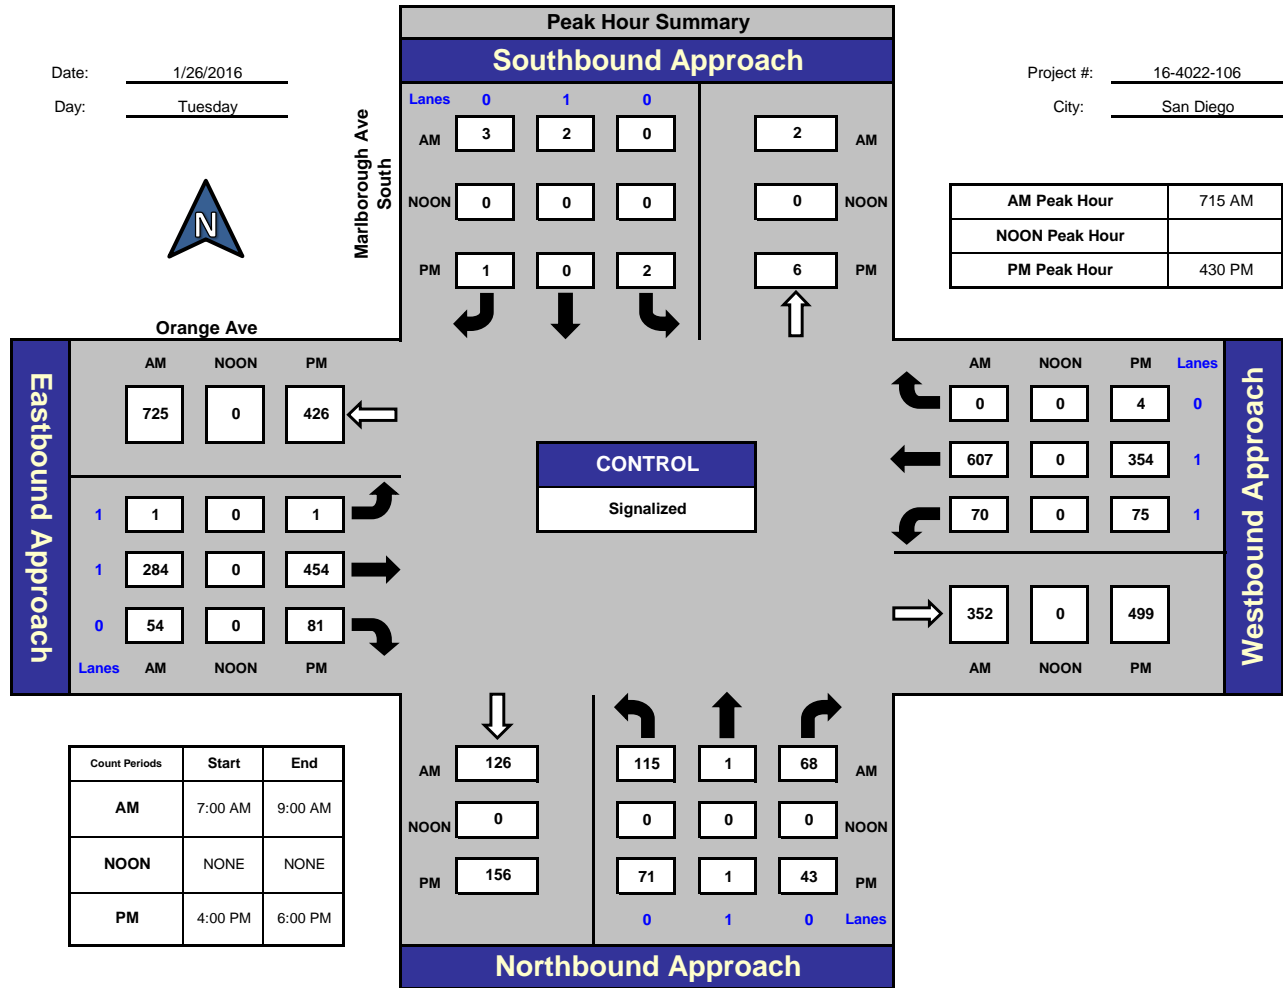 Peak Hour Summary
Southbound Approach
Date: 1/26/2016
Day: Tuesday
Project #: 16-4022-106
City: San Diego
Marlborough Ave
South
Lanes 0 1 0
AM 3 2 0 2 AM
NOON 0 0 0 0 NOON
PM 1 0 2 6 PM
N
AM Peak Hour 715 AM
NOON Peak Hour
PM Peak Hour 430 PM
Orange Ave
Eastbound Approach
AM NOON PM
725 0 426
1 1 0 1
1 284 0 454
0 54 0 81
Lanes AM NOON PM
CONTROL
Signalized
AM NOON PM Lanes
0 0 4 0
607 0 354 1
70 0 75 1
352 0 499
AM NOON PM
Westbound Approach
Count Periods Start End
AM 7:00 AM 9:00 AM
NOON NONE NONE
PM 4:00 PM 6:00 PM
AM 126 115 1 68 AM
NOON 0 0 0 0 NOON
PM 156 71 1 43 PM
0 1 0 Lanes
Northbound Approach